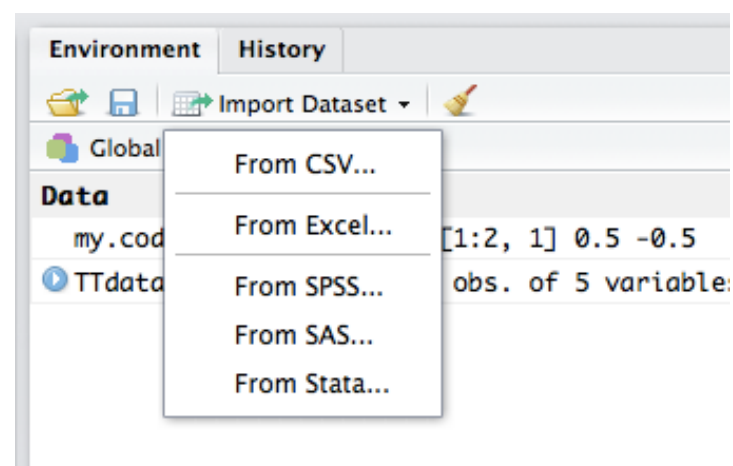 Environment History
Import Dataset
Global
From CSV...
Data
From Excel...
my.cod [1:2, 1] 0.5 -0.5
From SPSS...
TTdata obs. of 5 variable
From SAS...
From Stata...